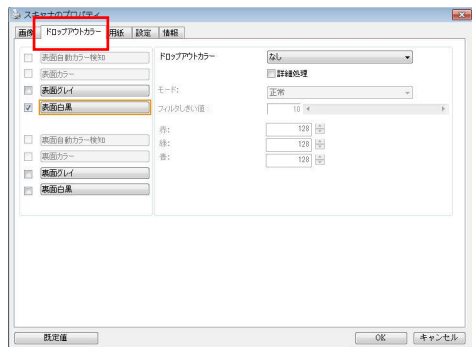 スキャナのプロパティ
画像 ドロップアウトカラー 用紙 設定 情報
表面自動カラー検知
表面カラー
表面グレイ
表面白黒
裏面自動カラー検知
裏面カラー
裏面グレイ
裏面白黒
ドロップアウトカラー なし
詳細処理
モード: 正常
フィルタしきい値: 10
赤: 128
緑: 128
青: 128
既定値 OK キャンセル